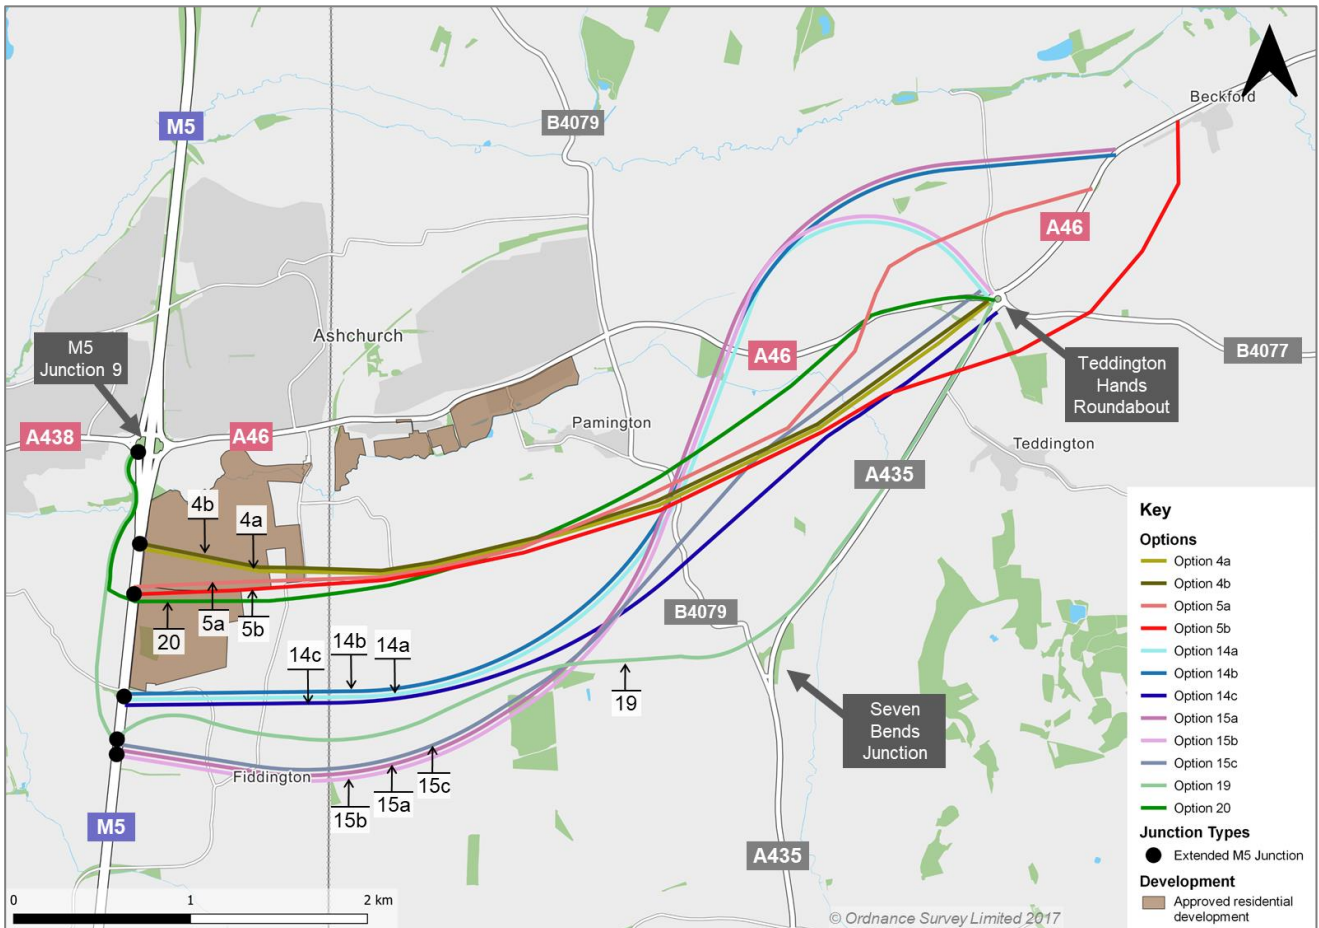 Beckford
M5
B4079
A46
Ashchurch
M5
Junction 9
A46
B4077
Teddington
Hands
Roundabout
A438
A46
Pamington
Teddington
A435
4b
4a
20
5a
5b
B4079
14c
14b
14a
19
Seven
Bends
Junction
Fiddington
15b
15a
15c
M5
A435
0
1
2 km
© Ordnance Survey Limited 2017
Key
Options
Option 4a
Option 4b
Option 5a
Option 5b
Option 14a
Option 14b
Option 14c
Option 15a
Option 15b
Option 15c
Option 19
Option 20
Junction Types
Extended M5 Junction
Development
Approved residential
development